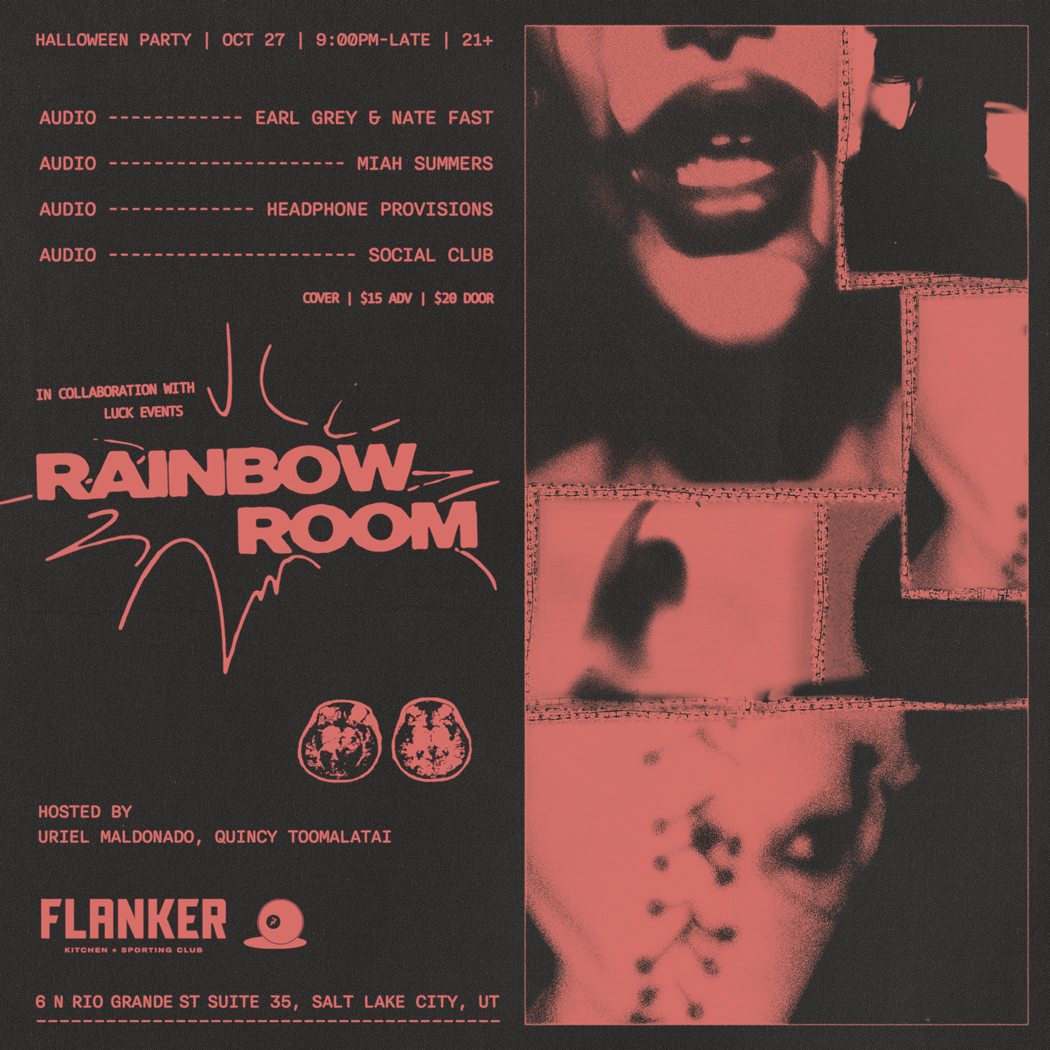 HALLOWEEN PARTY | OCT 27 | 9:00PM-LATE | 21+
AUDIO ------------ EARL GREY & NATE FAST
AUDIO --------------------- MIAH SUMMERS
AUDIO ------------- HEADPHONE PROVISIONS
AUDIO ---------------------- SOCIAL CLUB
COVER | $15 ADV | $20 DOOR
IN COLLABORATION WITH
LUCK EVENTS
RAINBOW
ROOM
HOSTED BY
URIEL MALDONADO, QUINCY TOOMALATAI
FLANKER
KITCHEN + SPORTING CLUB
6 N RIO GRANDE ST SUITE 35, SALT LAKE CITY, UT